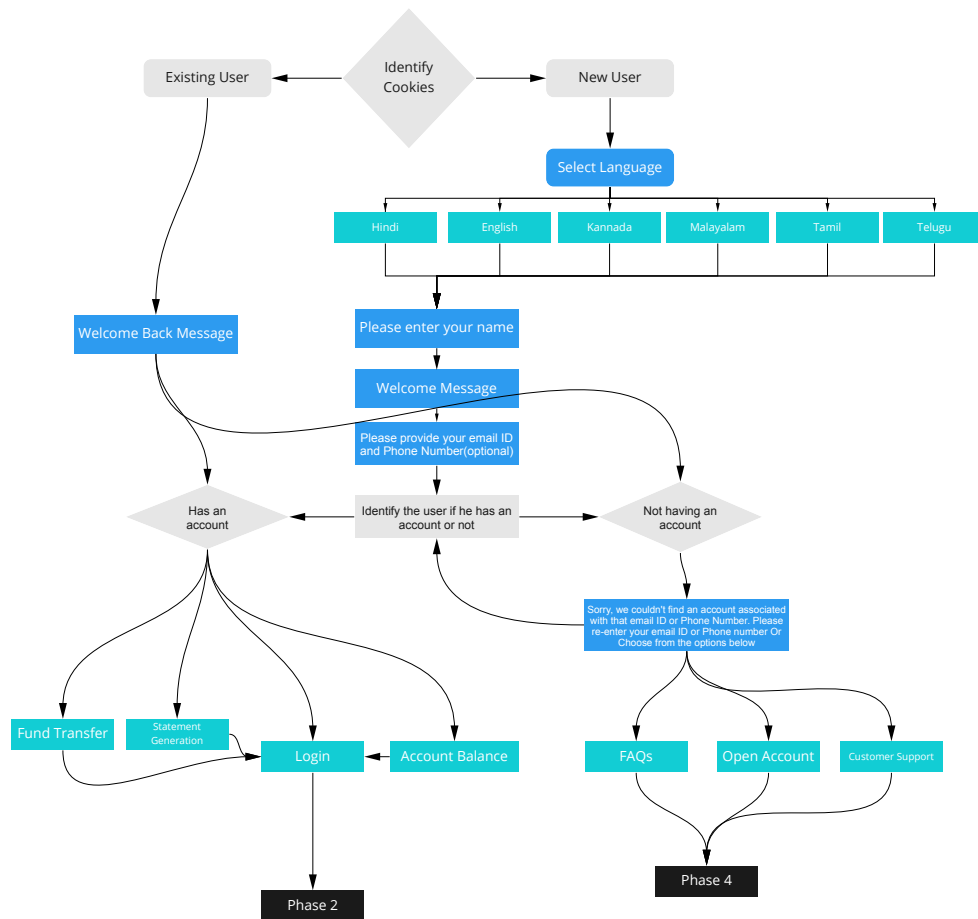 Identify
Cookies
Existing User
New User
Select Language
Hindi
English
Kannada
Malayalam
Tamil
Telugu
Please enter your name
Welcome Back Message
Welcome Message
Please provide your email ID
and Phone Number(optional)
Has an
account
Identify the user if he has an
account or not
Not having an
account
Sorry, we couldn't find an account associated
with that email ID or Phone Number. Please
re-enter your email ID or Phone number Or
Choose from the options below
Fund Transfer
Statement
Generation
Login
Account Balance
FAQs
Open Account
Customer Support
Phase 4
Phase 2